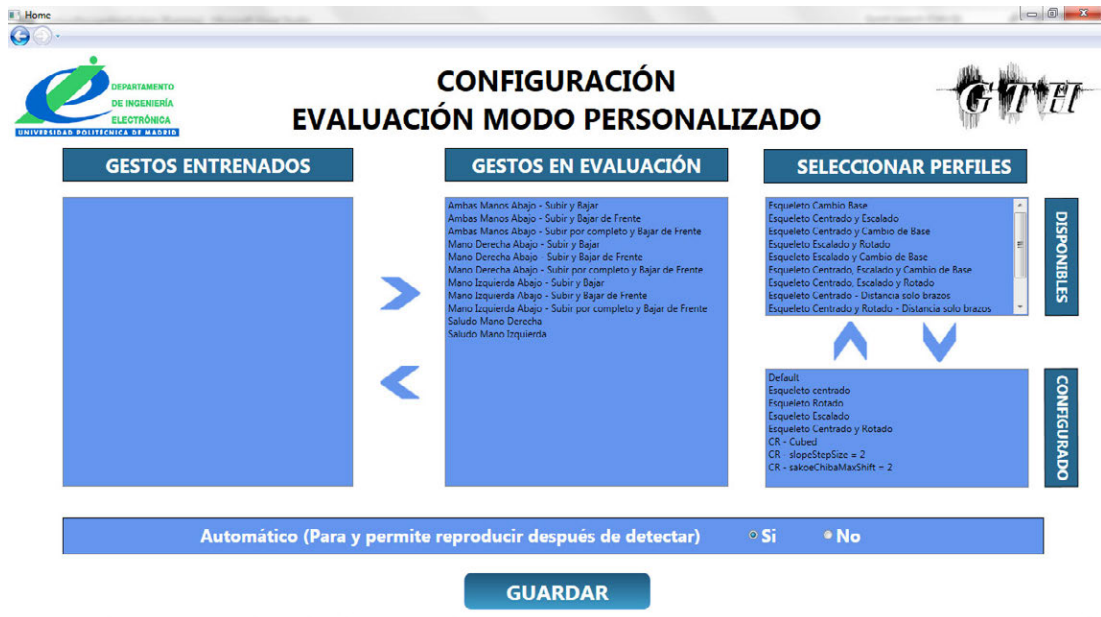 Home
DEPARTAMENTO
DE INGENIERÍA
ELECTRÓNICA
UNIVERSIDAD POLITÉCNICA DE MADRID
CONFIGURACIÓN
EVALUACIÓN MODO PERSONALIZADO
GTH
GESTOS ENTRENADOS
GESTOS EN EVALUACIÓN
Ambas Manos Abajo - Subir y Bajar
Ambas Manos Abajo - Subir y Bajar de Frente
Ambas Manos Abajo - Subir por completo y Bajar de Frente
Mano Derecha Abajo - Subir y Bajar
Mano Derecha Abajo - Subir y Bajar de Frente
Mano Derecha Abajo - Subir por completo y Bajar de Frente
Mano Izquierda Abajo - Subir y Bajar
Mano Izquierda Abajo - Subir y Bajar de Frente
Mano Izquierda Abajo - Subir por completo y Bajar de Frente
Saludo Mano Derecha
Saludo Mano Izquierda
SELECCIONAR PERFILES
Esqueleto Cambio Base
Esqueleto Centrado y Escalado
Esqueleto Centrado y Cambio de Base
Esqueleto Escalado y Rotado
Esqueleto Escalado y Cambio de Base
Esqueleto Centrado, Escalado y Cambio de Base
Esqueleto Centrado, Escalado y Rotado
Esqueleto Centrado - Distancia solo brazos
Esqueleto Centrado y Rotado - Distancia solo brazos
DISPONIBLES
Default
Esqueleto centrado
Esqueleto Rotado
Esqueleto Escalado
Esqueleto Centrado y Rotado
CR - Cubed
CR - slopeStepSize = 2
CR - sakoeChibaMaxShift = 2
CONFIGURADO
Automático (Para y permite reproducir después de detectar) Si No
GUARDAR